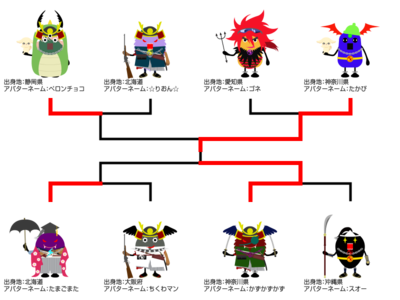 出身地:静岡県
アバターネーム:ベロンチョコ
出身地:北海道
アバターネーム:☆りおん☆
出身地:愛知県
アバターネーム:ゴネ
出身地:神奈川県
アバターネーム:たかび
出身地:北海道
アバターネーム:たまごまた
出身地:大阪府
アバターネーム:ちくわマン
出身地:神奈川県
アバターネーム:かずかずかず
出身地:沖縄県
アバターネーム:スオー